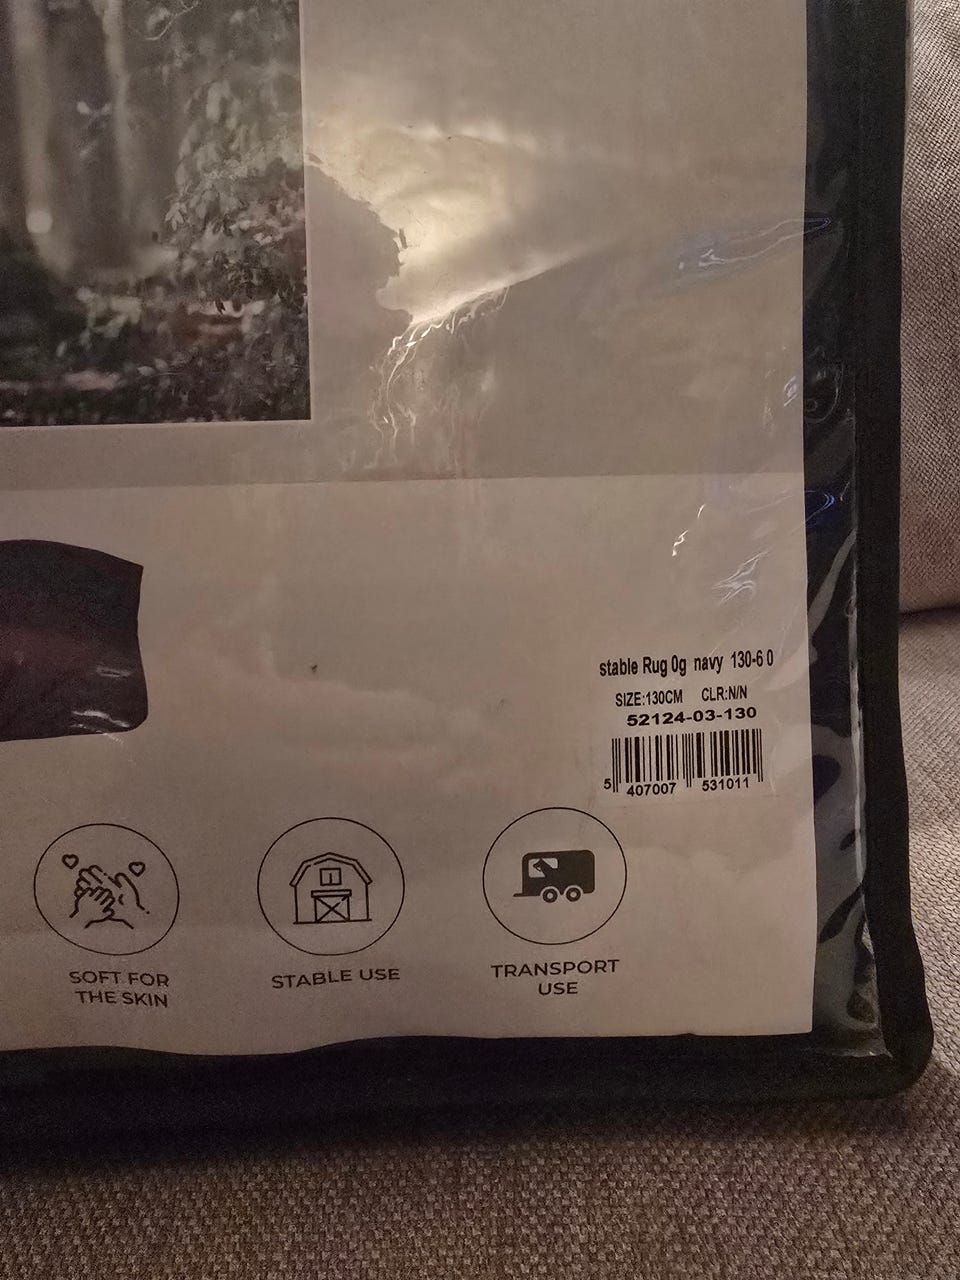 stable Rug 0g navy 130-6 0
SIZE:130CM CLR:N/N
52124-03-130
5 407007 531011
SOFT FOR
THE SKIN
STABLE USE
TRANSPORT
USE